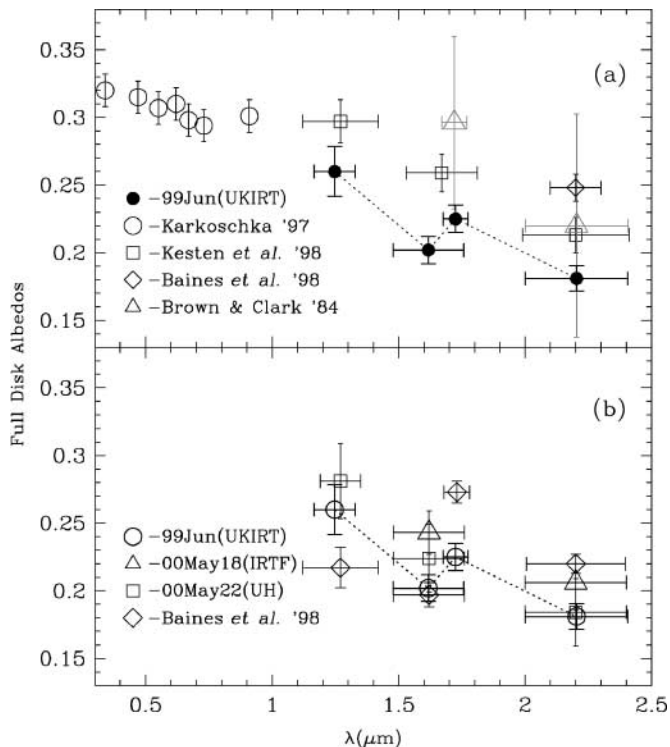 0.35
(a)
0.3
0.25
99Jun(UKIRT)
-Karkoschka '97
0.2
-Kesten et al. '98
-Baines et al. '98
0.15
-Brown & Clark '84
Full Disk Albedos
0.35
(b)
0.3
0.25
-99Jun(UKIRT)
-00May18(IRTF)
0.2
-00May22(UH)
-Baines et al. '98
0.15
0.5
1
1.5
2
2.5
λ(μm)